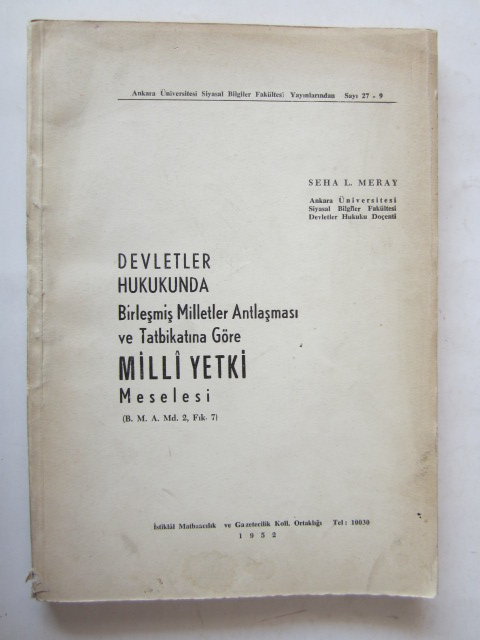 Ankara Üniversitesi Siyasal Bilgiler Fakültesi Yayınlarından Sayı 27 - 9
SEHA L. MERAY
Ankara Üniversitesi
Siyasal Bilgiler Fakültesi
Devletler Hukuku Doçenti
DEVLETLER
HUKUKUNDA
Birleşmiş Milletler Antlaşması
ve Tatbikatına Göre
MİLLÎ YETKİ
Meselesi
(B. M. A. Md. 2, Fık. 7)
İstiklâl Matbaacılık ve Gazetecilik Koll. Ortaklığı Tel : 10030
1952